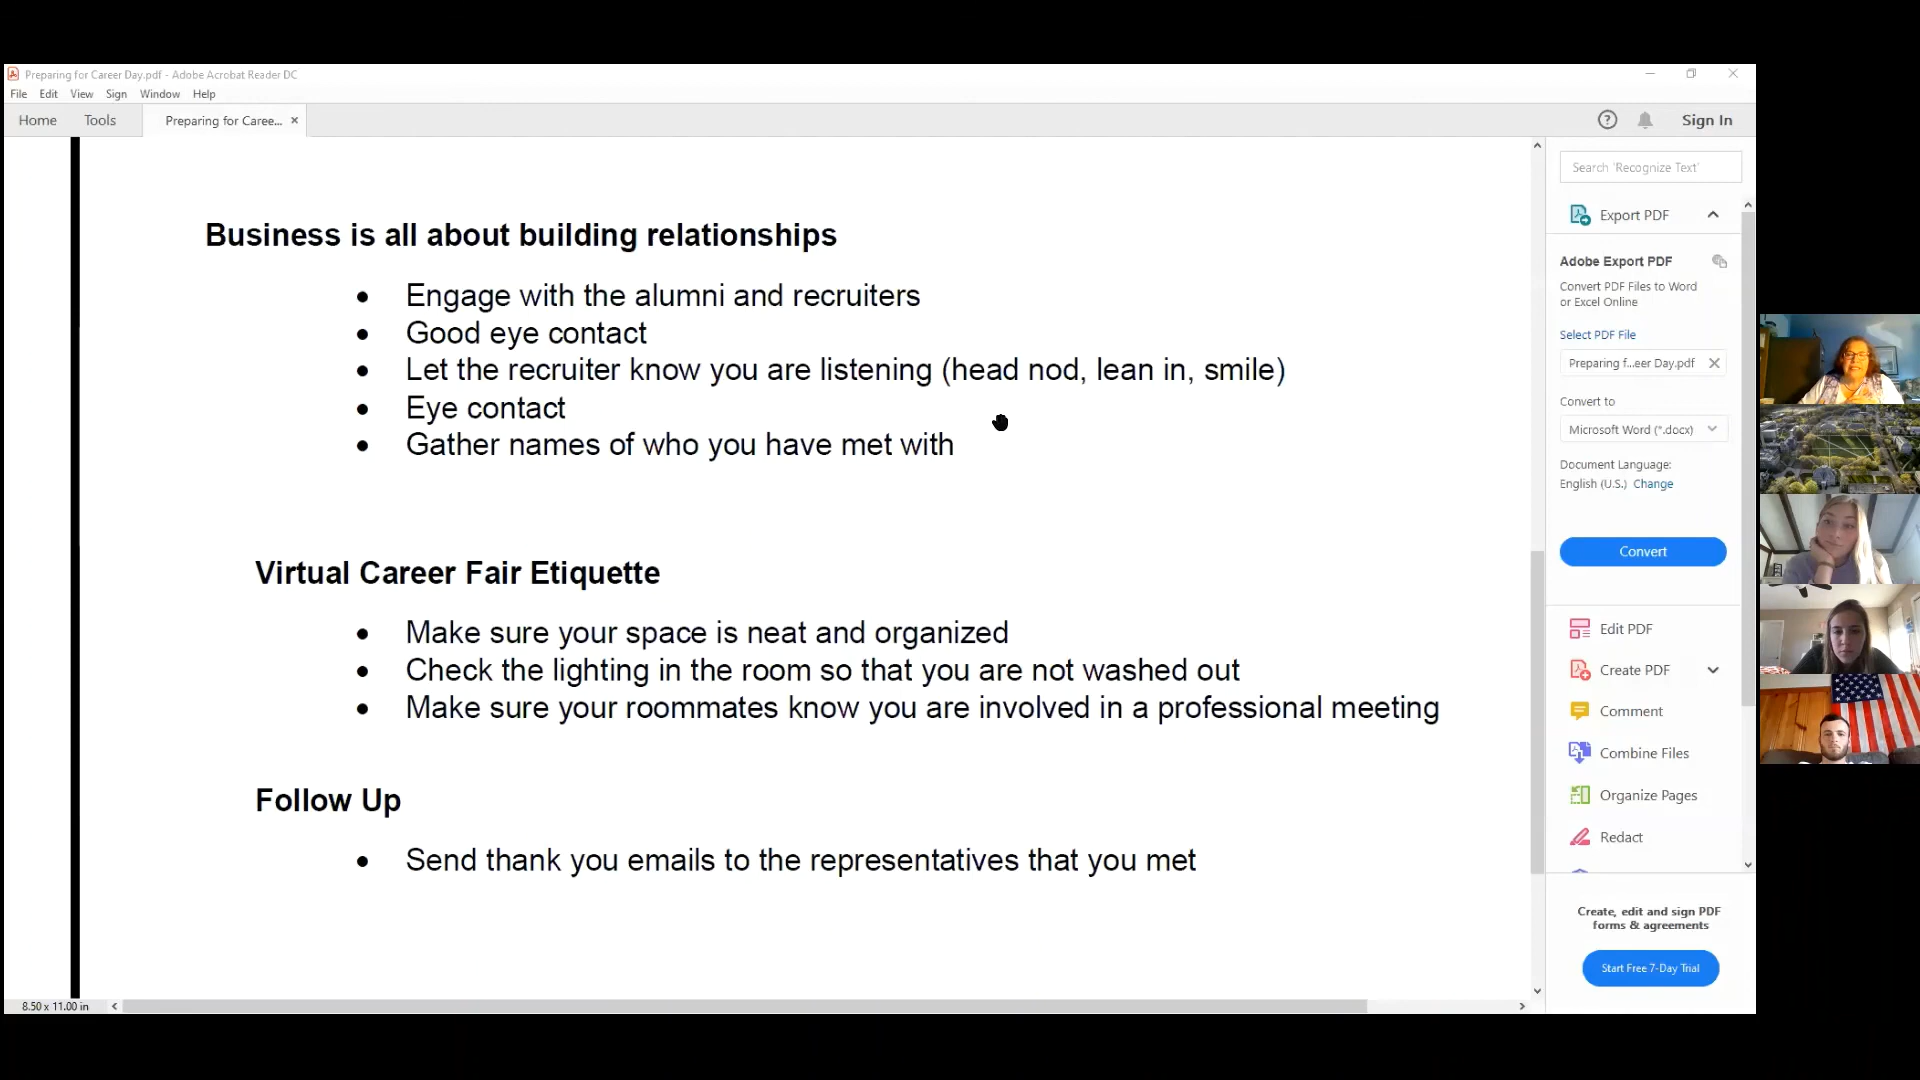 Preparing for Career Day.pdf - Adobe Acrobat Reader DC
File Edit View Sign Window Help
Home Tools Preparing for Caree... × Sign In
Business is all about building relationships
• Engage with the alumni and recruiters
• Good eye contact
• Let the recruiter know you are listening (head nod, lean in, smile)
• Eye contact
• Gather names of who you have met with
Virtual Career Fair Etiquette
• Make sure your space is neat and organized
• Check the lighting in the room so that you are not washed out
• Make sure your roommates know you are involved in a professional meeting
Follow Up
• Send thank you emails to the representatives that you met
8.50 x 11.00 in
Search 'Recognize Text'
Export PDF
Adobe Export PDF
Convert PDF Files to Word
or Excel Online
Select PDF File
Preparing f...eer Day.pdf
Convert to
Microsoft Word (*.docx)
Document Language:
English (U.S.) Change
Convert
Edit PDF
Create PDF
Comment
Combine Files
Organize Pages
Redact
Create, edit and sign PDF
forms & agreements
Start Free 7-Day Trial